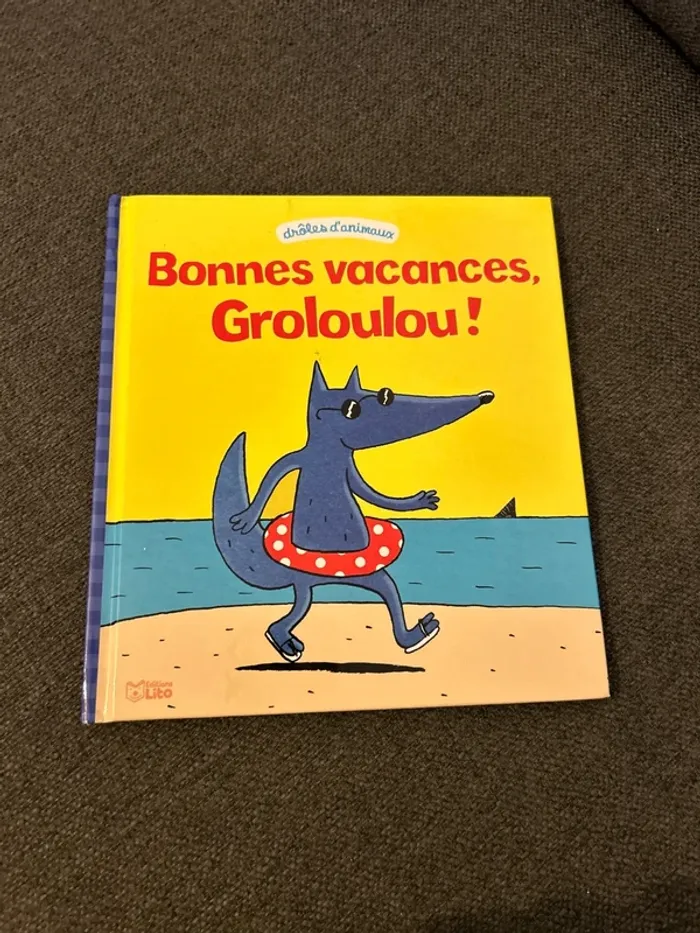 drôles d'animaux
Bonnes vacances,
Groloulou !
Éditions
Lito